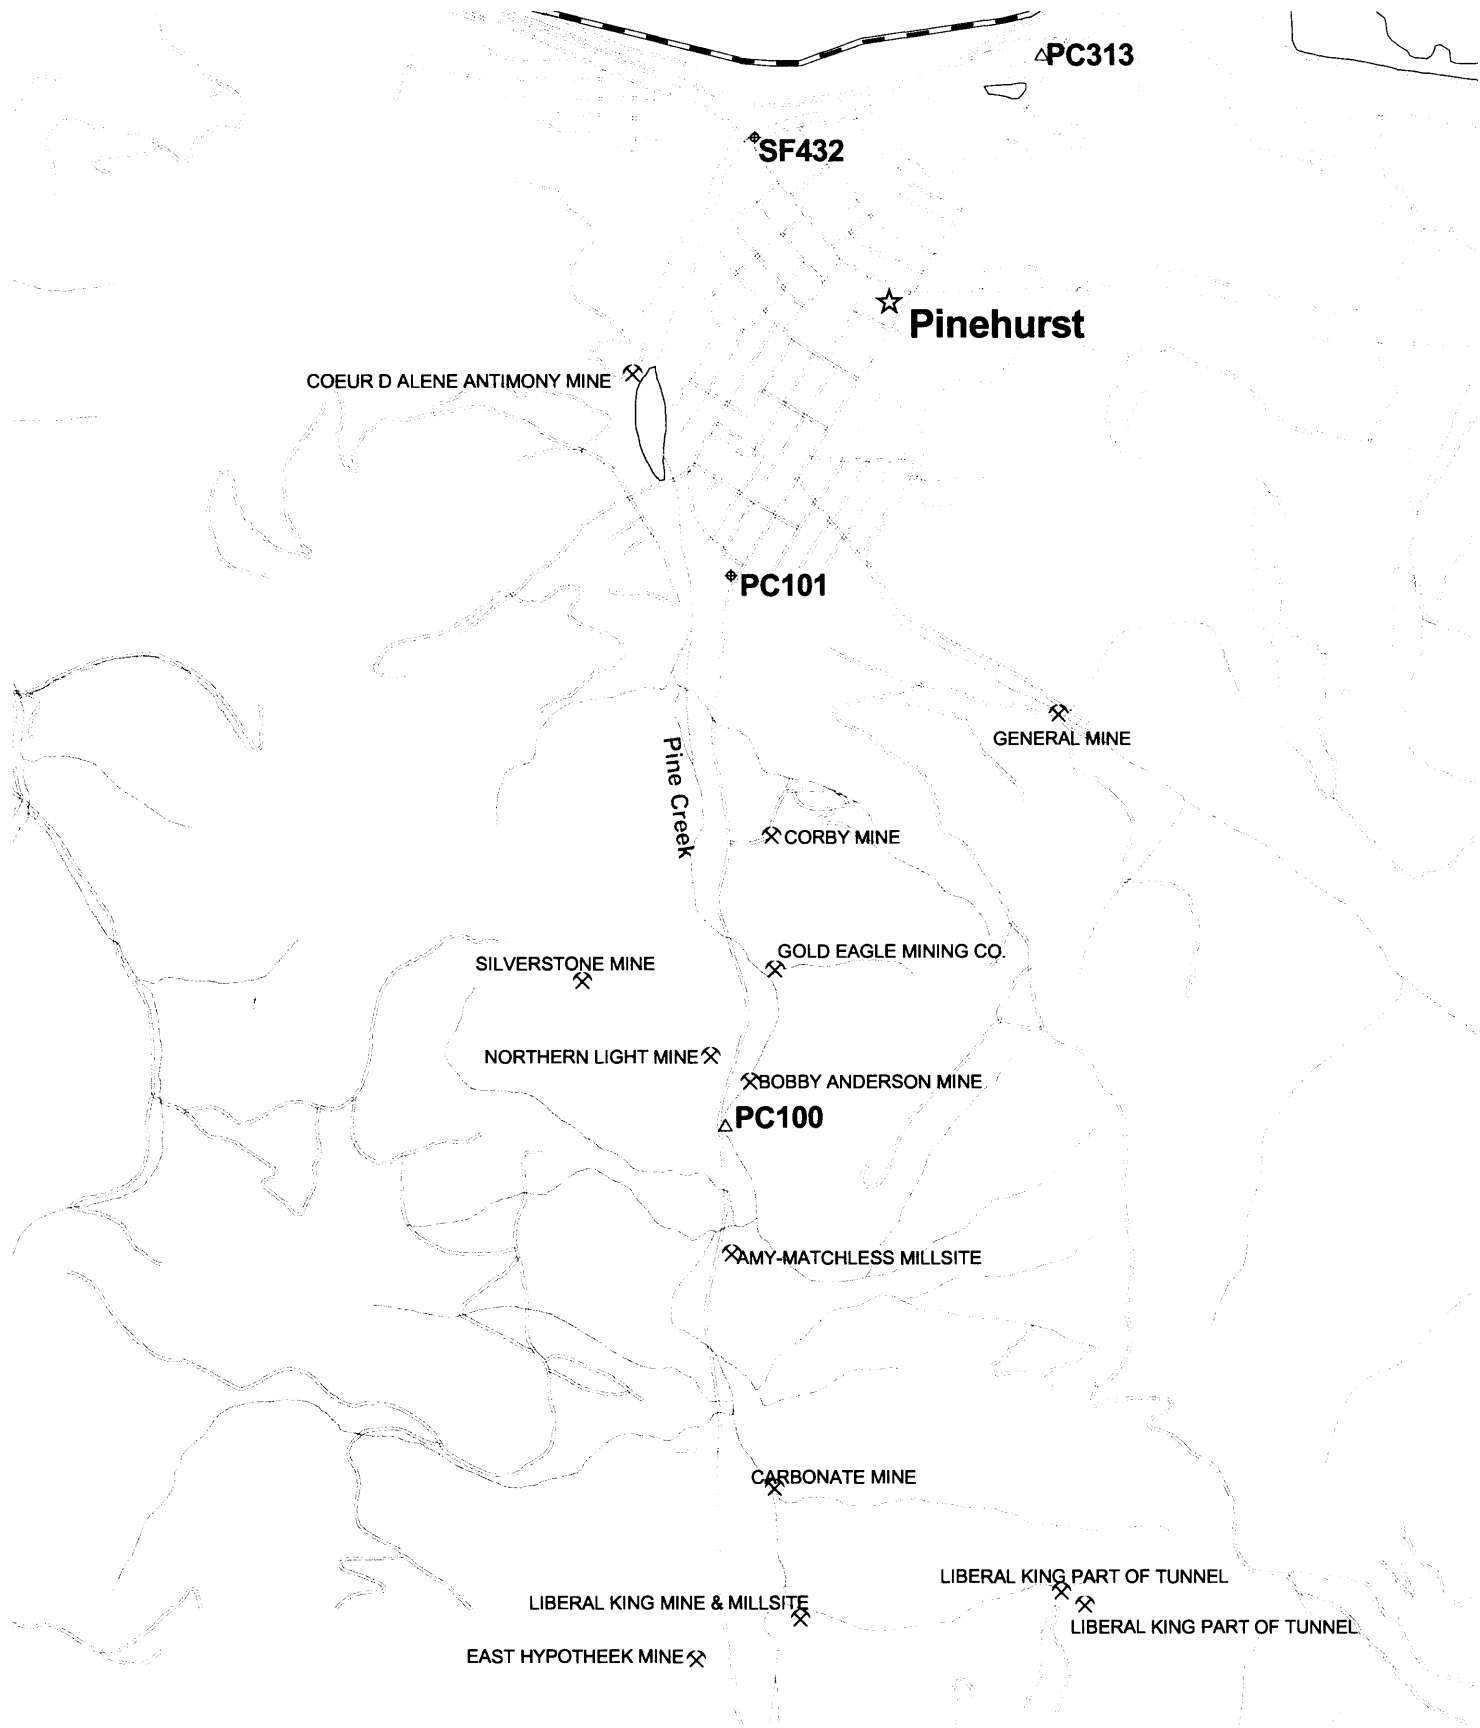 PC313
SF432
Pinehurst
COEUR D ALENE ANTIMONY MINE
PC101
GENERAL MINE
Pine Creek
CORBY MINE
GOLD EAGLE MINING CO.
SILVERSTONE MINE
NORTHERN LIGHT MINE
BOBBY ANDERSON MINE
PC100
AMY-MATCHLESS MILLSITE
CARBONATE MINE
LIBERAL KING PART OF TUNNEL
LIBERAL KING MINE & MILLSITE
LIBERAL KING PART OF TUNNEL
EAST HYPOTHEEK MINE